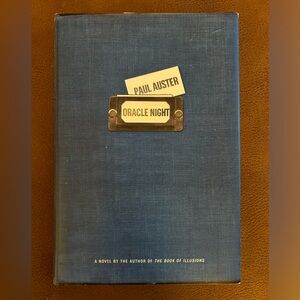 PAUL AUSTER
ORACLE NIGHT
A NOVEL BY THE AUTHOR OF THE BOOK OF ILLUSIONS